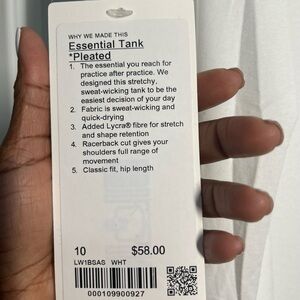 WHY WE MADE THIS
Essential Tank
*Pleated
1. The essential you reach for
practice after practice. We
designed this stretchy,
sweat-wicking tank to be the
easiest decision of your day
2. Fabric is sweat-wicking and
quick-drying
3. Added Lycra® fibre for stretch
and shape retention
4. Racerback cut gives your
shoulders full range of
movement
5. Classic fit, hip length
10 $58.00
LW1BSAS WHT
000109900927